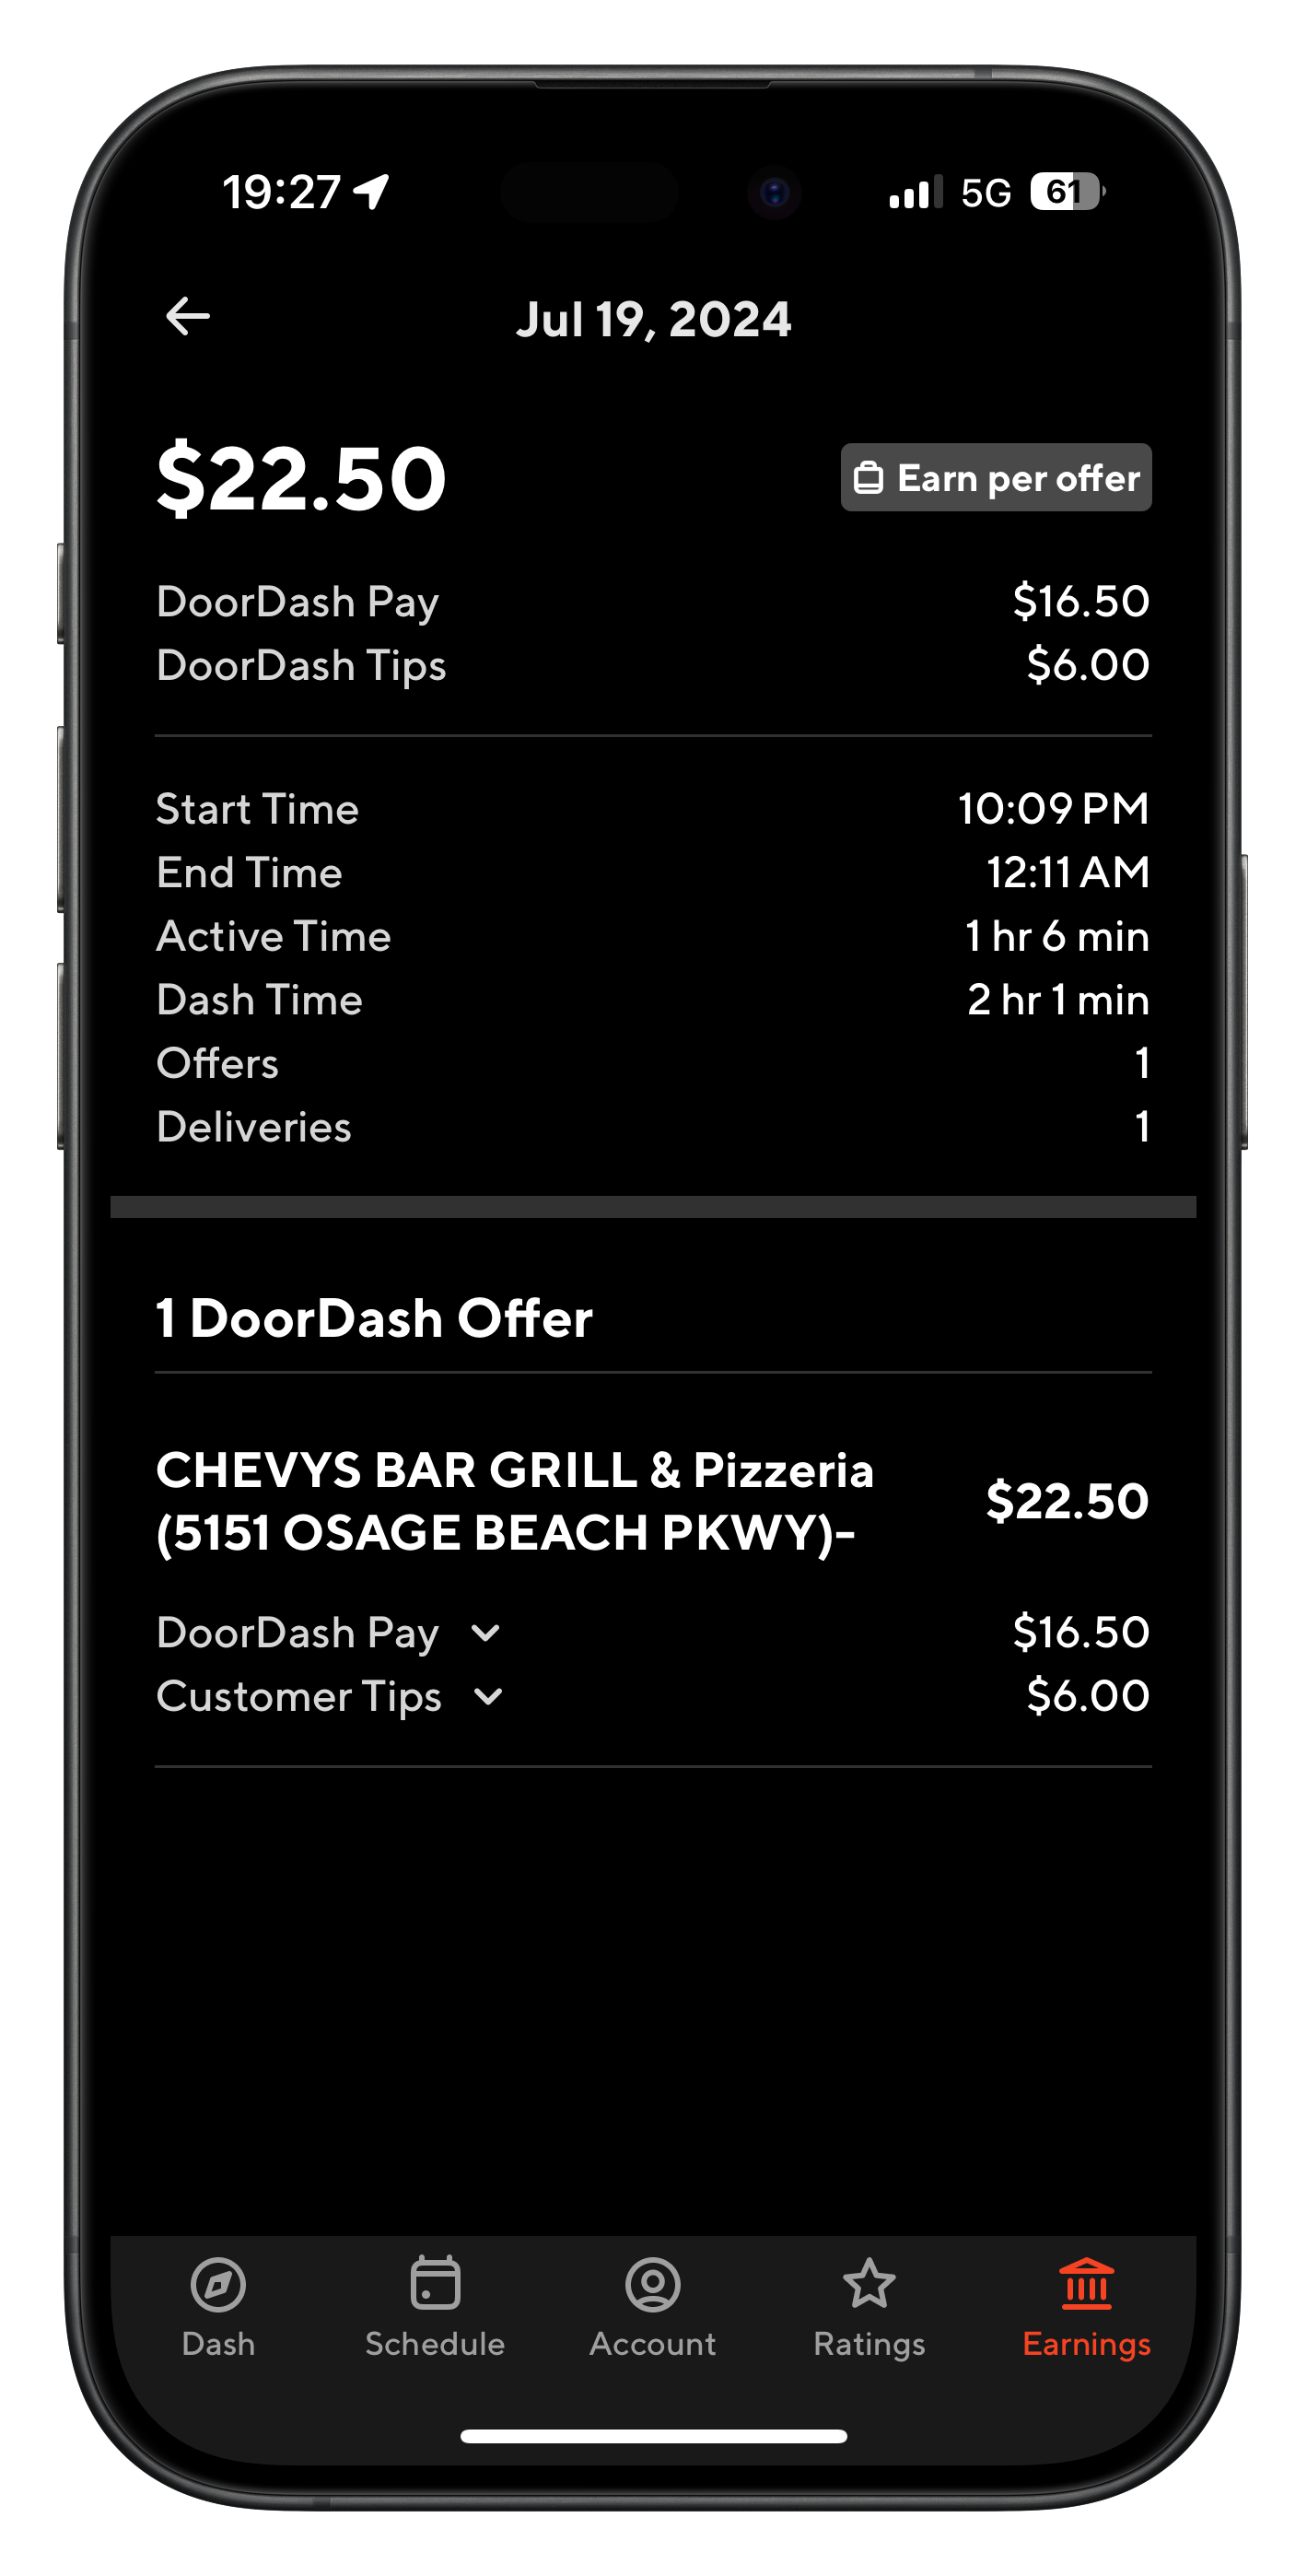 19:27 5G 61
Jul 19, 2024
$22.50 Earn per offer
DoorDash Pay $16.50
DoorDash Tips $6.00
Start Time 10:09 PM
End Time 12:11 AM
Active Time 1 hr 6 min
Dash Time 2 hr 1 min
Offers 1
Deliveries 1
1 DoorDash Offer
CHEVYS BAR GRILL & Pizzeria
(5151 OSAGE BEACH PKWY)-
$22.50
DoorDash Pay $16.50
Customer Tips $6.00
Dash Schedule Account Ratings Earnings